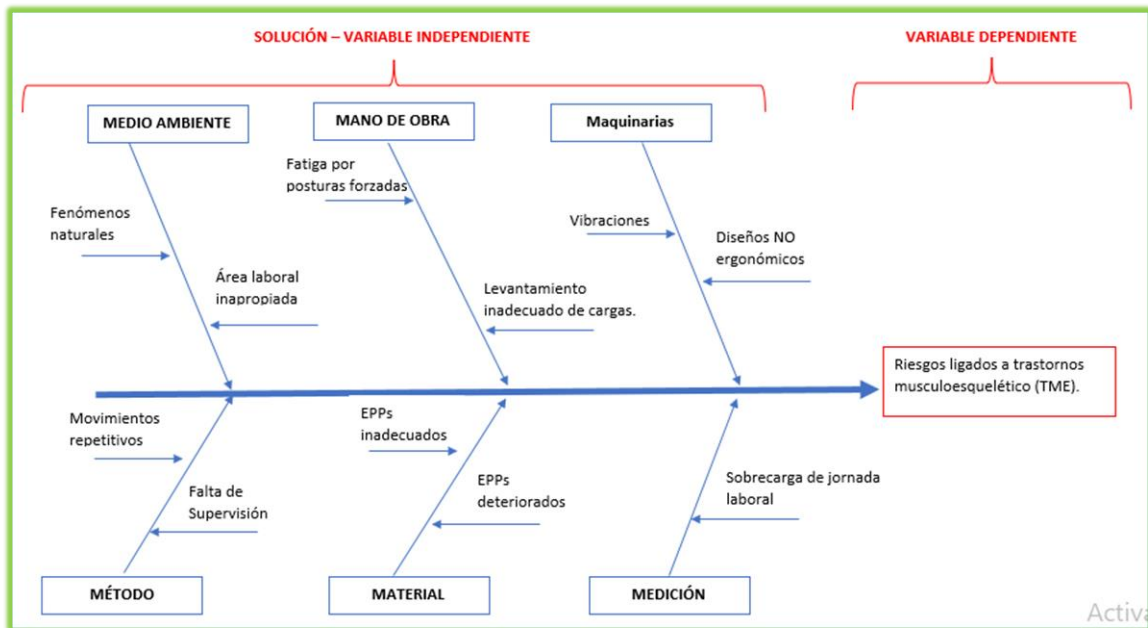 SOLUCIÓN – VARIABLE INDEPENDIENTE
VARIABLE DEPENDIENTE
MEDIO AMBIENTE
MANO DE OBRA
Maquinarias
Fatiga por
posturas forzadas
Fenómenos
naturales
Vibraciones
Diseños NO
ergonómicos
Área laboral
inapropiada
Levantamiento
inadecuado de cargas.
Riesgos ligados a trastornos
musculoesquelético (TME).
Movimientos
repetitivos
EPPs
inadecuados
Falta de
Supervisión
EPPs
deteriorados
Sobrecarga de jornada
laboral
MÉTODO
MATERIAL
MEDICIÓN
Activa